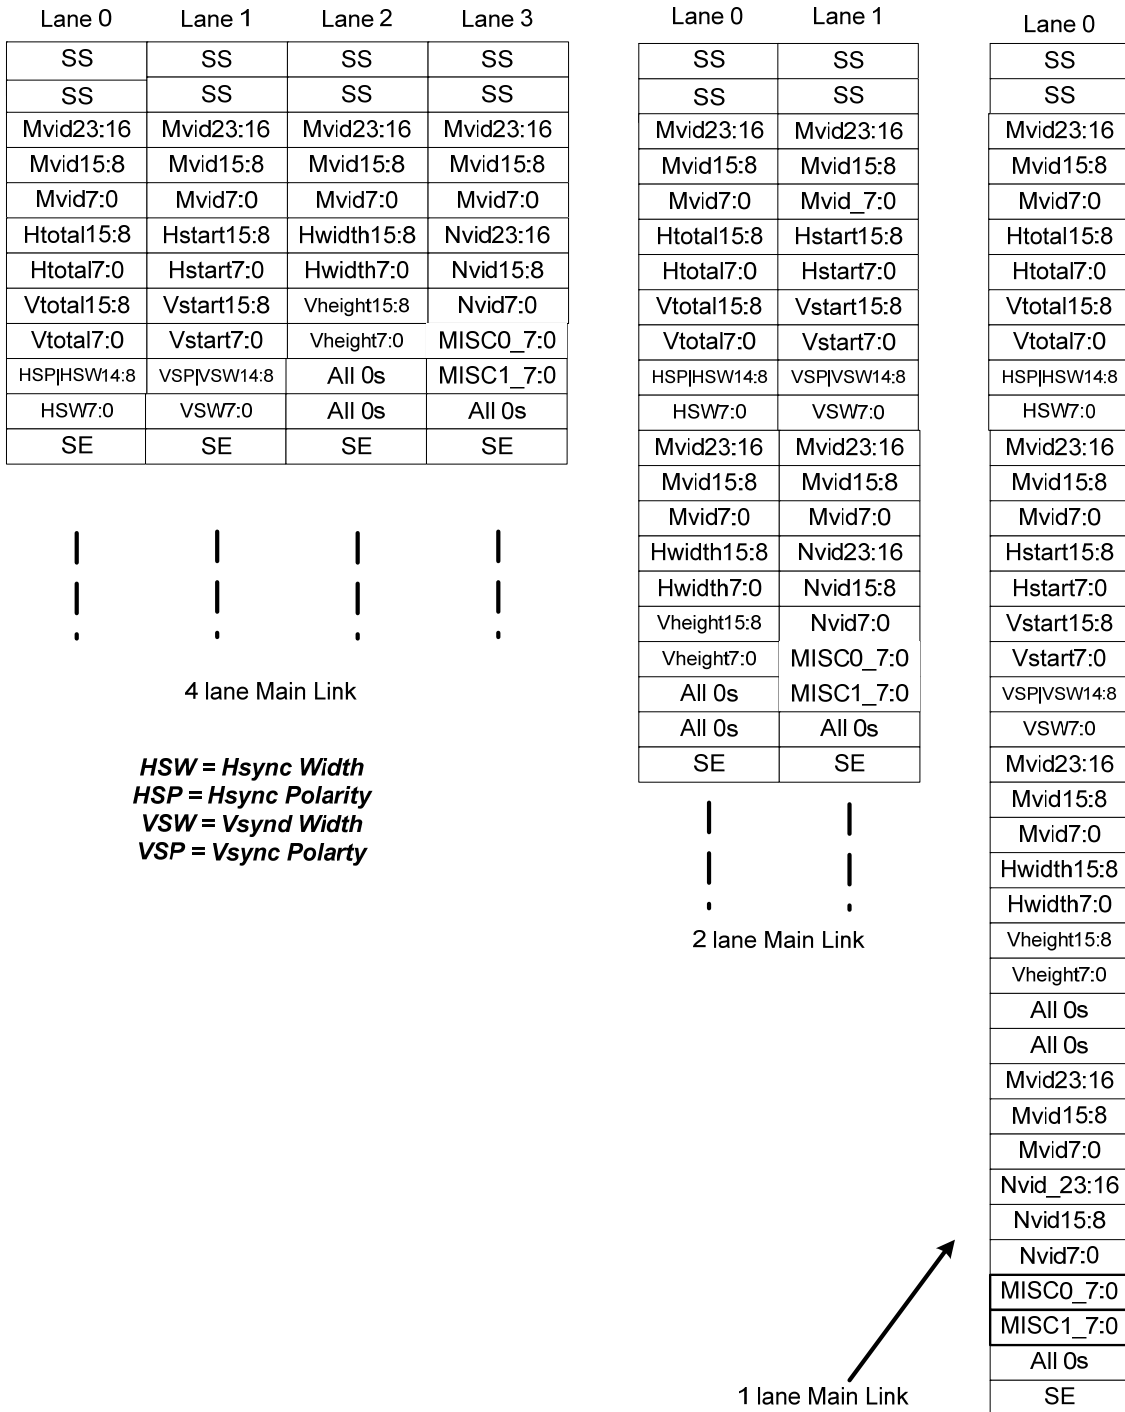 Lane 0 Lane 1 Lane 2 Lane 3
SS SS SS SS
SS SS SS SS
Mvid23:16 Mvid23:16 Mvid23:16 Mvid23:16
Mvid15:8 Mvid15:8 Mvid15:8 Mvid15:8
Mvid7:0 Mvid7:0 Mvid7:0 Mvid7:0
Htotal15:8 Hstart15:8 Hwidth15:8 Nvid23:16
Htotal7:0 Hstart7:0 Hwidth7:0 Nvid15:8
Vtotal15:8 Vstart15:8 Vheight15:8 Nvid7:0
Vtotal7:0 Vstart7:0 Vheight7:0 MISC0_7:0
HSP|HSW14:8 VSP|VSW14:8 All 0s MISC1_7:0
HSW7:0 VSW7:0 All 0s All 0s
SE SE SE SE
4 lane Main Link
HSW = Hsync Width
HSP = Hsync Polarity
VSW = Vsynd Width
VSP = Vsync Polarty
Lane 0 Lane 1
SS SS
SS SS
Mvid23:16 Mvid23:16
Mvid15:8 Mvid15:8
Mvid7:0 Mvid_7:0
Htotal15:8 Hstart15:8
Htotal7:0 Hstart7:0
Vtotal15:8 Vstart15:8
Vtotal7:0 Vstart7:0
HSP|HSW14:8 VSP|VSW14:8
HSW7:0 VSW7:0
Mvid23:16 Mvid23:16
Mvid15:8 Mvid15:8
Mvid7:0 Mvid7:0
Hwidth15:8 Nvid23:16
Hwidth7:0 Nvid15:8
Vheight15:8 Nvid7:0
Vheight7:0 MISC0_7:0
All 0s MISC1_7:0
All 0s All 0s
SE SE
2 lane Main Link
Lane 0
SS
SS
Mvid23:16
Mvid15:8
Mvid7:0
Htotal15:8
Htotal7:0
Vtotal15:8
Vtotal7:0
HSP|HSW14:8
HSW7:0
Mvid23:16
Mvid15:8
Mvid7:0
Hstart15:8
Hstart7:0
Vstart15:8
Vstart7:0
VSP|VSW14:8
VSW7:0
Mvid23:16
Mvid15:8
Mvid7:0
Hwidth15:8
Hwidth7:0
Vheight15:8
Vheight7:0
All 0s
All 0s
Mvid23:16
Mvid15:8
Mvid7:0
Nvid_23:16
Nvid15:8
Nvid7:0
MISC0_7:0
MISC1_7:0
All 0s
SE
1 lane Main Link